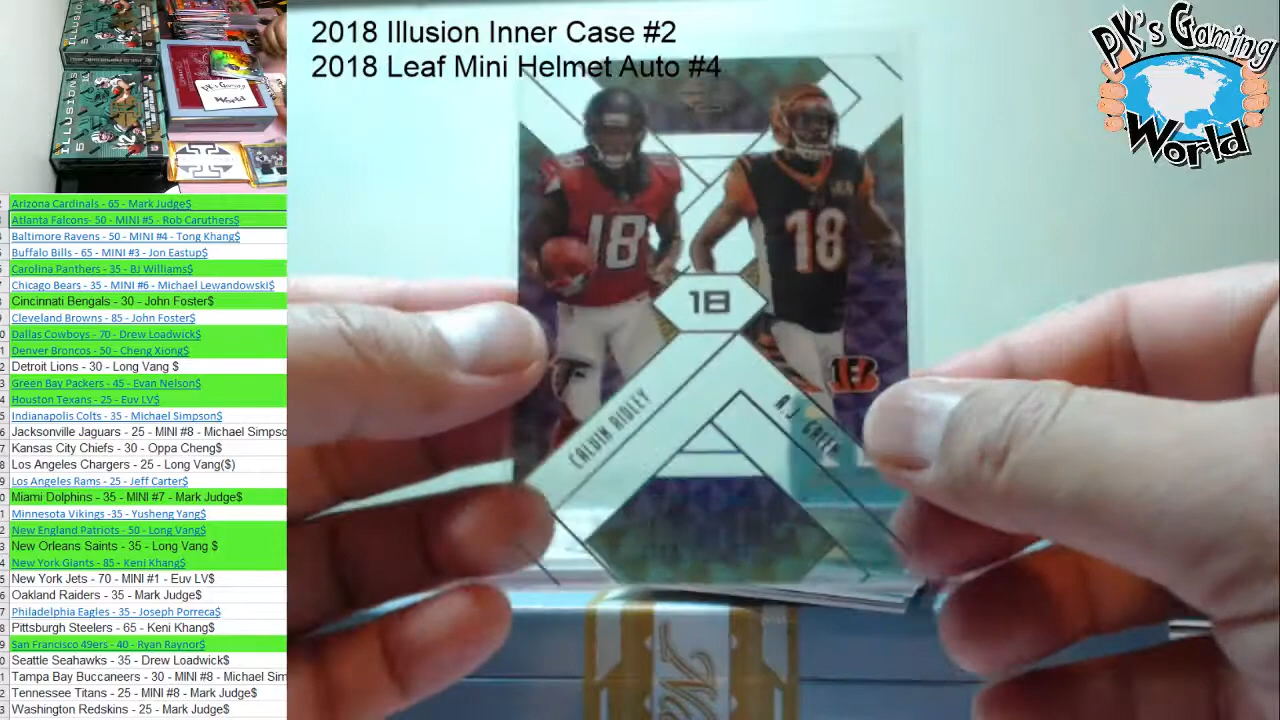 2018 Illusion Inner Case #2
2018 Leaf Mini Helmet Auto #4
PK's Gaming
World
ILLUSIONS
ILLUSIONS
PK's Gaming
World
Arizona Cardinals - 65 - Mark Judge$
Atlanta Falcons- 50 - MINI #5 - Rob Caruthers$
Baltimore Ravens - 50 - MINI #4 - Tong Khang$
Buffalo Bills - 65 - MINI #3 - Jon Eastup$
Carolina Panthers - 35 - BJ Williams$
Chicago Bears - 35 - MINI #6 - Michael Lewandowski$
Cincinnati Bengals - 30 - John Foster$
Cleveland Browns - 85 - John Foster$
Dallas Cowboys - 70 - Drew Loadwick$
Denver Broncos - 50 - Cheng Xiong$
Detroit Lions - 30 - Long Vang $
Green Bay Packers - 45 - Evan Nelson$
Houston Texans - 25 - Euv LV$
Indianapolis Colts - 35 - Michael Simpson$
Jacksonville Jaguars - 25 - MINI #8 - Michael Simpso
Kansas City Chiefs - 30 - Oppa Cheng$
Los Angeles Chargers - 25 - Long Vang($)
Los Angeles Rams - 25 - Jeff Carter$
Miami Dolphins - 35 - MINI #7 - Mark Judge$
Minnesota Vikings -35 - Yusheng Yang$
New England Patriots - 50 - Long Vang$
New Orleans Saints - 35 - Long Vang $
New York Giants - 85 - Keni Khang$
New York Jets - 70 - MINI #1 - Euv LV$
Oakland Raiders - 35 - Mark Judge$
Philadelphia Eagles - 35 - Joseph Porreca$
Pittsburgh Steelers - 65 - Keni Khang$
San Francisco 49ers - 40 - Ryan Raynor$
Seattle Seahawks - 35 - Drew Loadwick$
Tampa Bay Buccaneers - 30 - MINI #8 - Michael Sim
Tennessee Titans - 25 - MINI #8 - Mark Judge$
Washington Redskins - 25 - Mark Judge$
18
18
18
CALVIN RIDLEY
A.J. GREEN